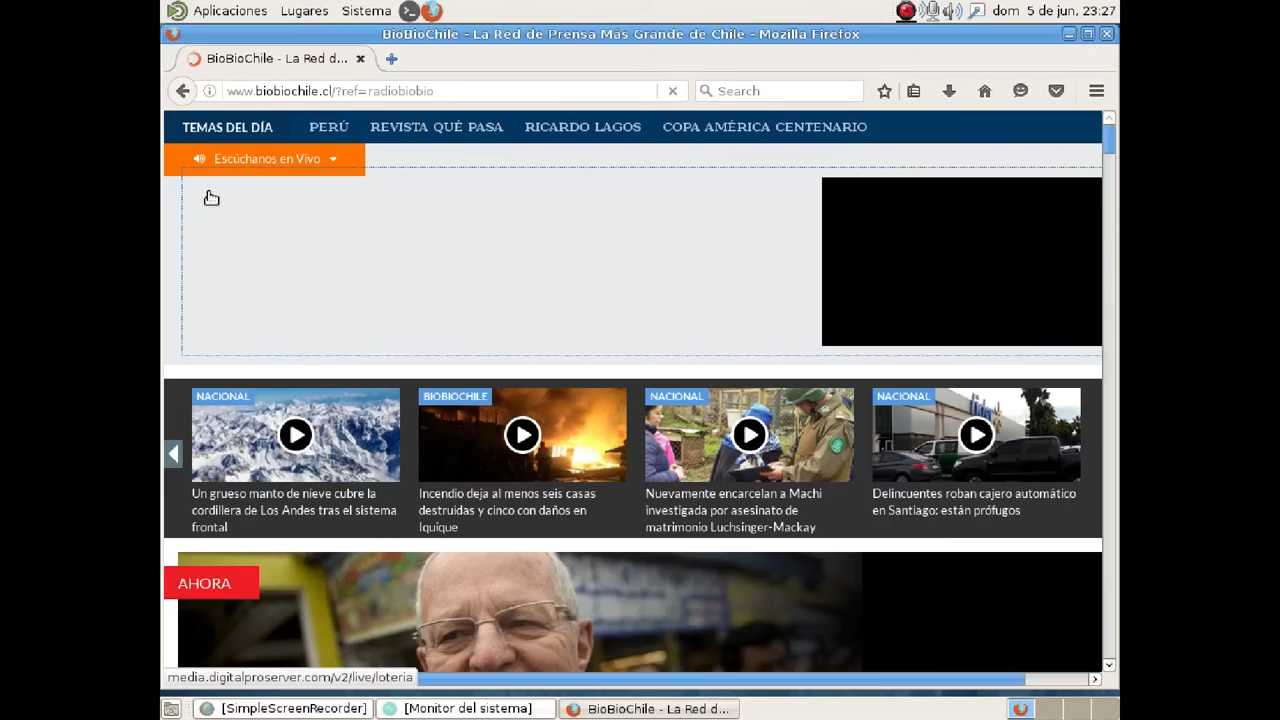 Aplicaciones Lugares Sistema dom 5 de jun, 23:27
BioBioChile - La Red de Prensa Más Grande de Chile - Mozilla Firefox
BioBioChile - La Red d...
www.biobiochile.cl/?ref=radiobiobio
Search
TEMAS DEL DÍA PERÚ REVISTA QUÉ PASA RICARDO LAGOS COPA AMÉRICA CENTENARIO
Escúchanos en Vivo
NACIONAL
Un grueso manto de nieve cubre la
cordillera de Los Andes tras el sistema
frontal
BIOBIOCHILE
Incendio deja al menos seis casas
destruidas y cinco con daños en
Iquique
NACIONAL
Nuevamente encarcelan a Machi
investigada por asesinato de
matrimonio Luchsinger-Mackay
NACIONAL
Delincuentes roban cajero automático
en Santiago: están prófugos
AHORA
media.digitalproserver.com/v2/live/loteria
[SimpleScreenRecorder] [Monitor del sistema] BioBioChile - La Red d...